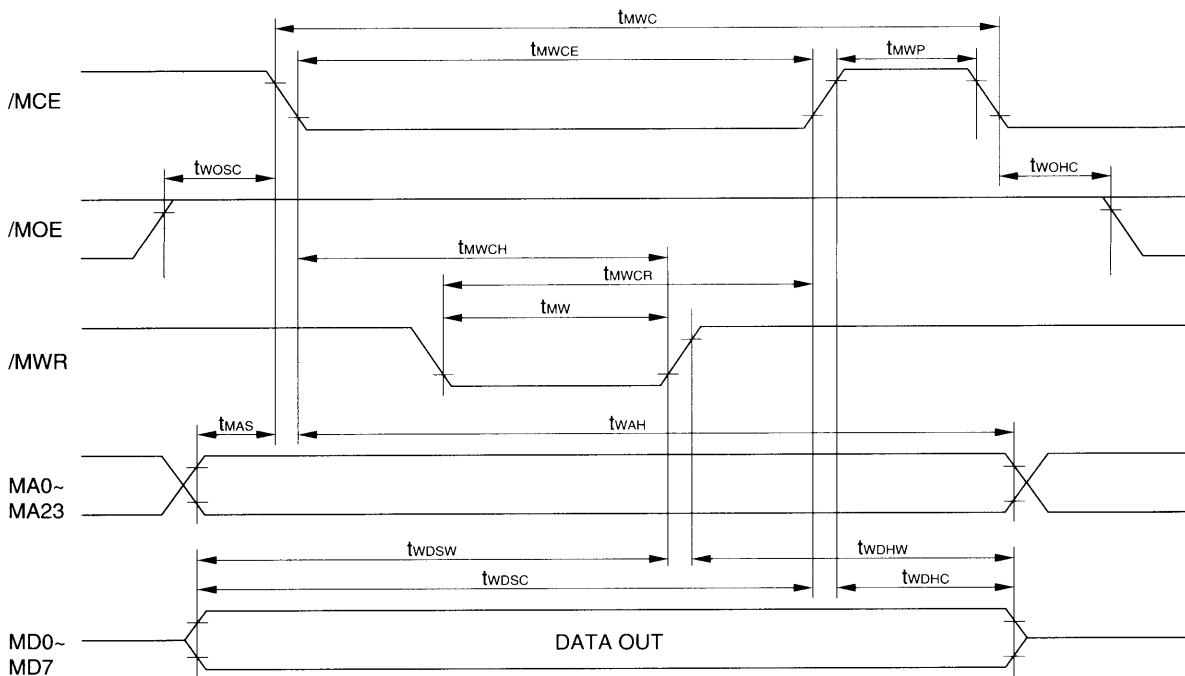 tMWC
tMWCE
tMWP
/MCE
tWOSC
tWOHC
/MOE
tMWCH
tMWCR
tMW
/MWR
tMAS
tWAH
MA0~
MA23
tWDSW
tWDHW
tWDSC
tWDHC
MD0~
MD7
DATA OUT